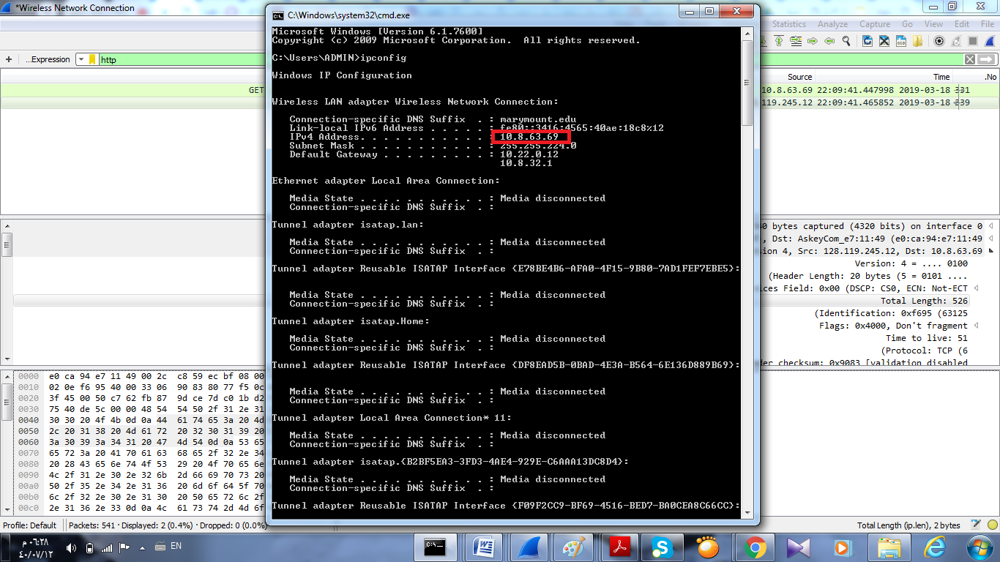 *Wireless Network Connection
C:\Windows\system32\cmd.exe
Statistics Analyze Capture Go View Edit File
+ ...Expression http
Source Time .No
GET
10.8.63.69 22:09:41.447998 2019-03-18 331
119.245.12 22:09:41.465852 2019-03-18 339
Microsoft Windows [Version 6.1.7600]
Copyright (c) 2009 Microsoft Corporation.  All rights reserved.
C:\Users\ADMIN>ipconfig
Windows IP Configuration
Wireless LAN adapter Wireless Network Connection:
Connection-specific DNS Suffix  . : marymount.edu
Link-local IPv6 Address . . . . . : fe80::3416:4565:40ae:18c8%12
IPv4 Address. . . . . . . . . . . : 10.8.63.69
Subnet Mask . . . . . . . . . . . : 255.255.224.0
Default Gateway . . . . . . . . . : 10.22.0.12
10.8.32.1
Ethernet adapter Local Area Connection:
Media State . . . . . . . . . . . : Media disconnected
Connection-specific DNS Suffix  . :
Tunnel adapter isatap.lan:
Media State . . . . . . . . . . . : Media disconnected
Connection-specific DNS Suffix  . :
Tunnel adapter Reusable ISATAP Interface {E78BE4B6-AFA0-4F15-9B80-7AD1FEF7EBE5}:
Media State . . . . . . . . . . . : Media disconnected
Connection-specific DNS Suffix  . :
Tunnel adapter isatap.Home:
Media State . . . . . . . . . . . : Media disconnected
Connection-specific DNS Suffix  . :
Tunnel adapter Reusable ISATAP Interface {DF8EAD5B-0BAD-4E3A-B564-6E136D889B69}:
Media State . . . . . . . . . . . : Media disconnected
Connection-specific DNS Suffix  . :
Tunnel adapter Local Area Connection* 11:
Media State . . . . . . . . . . . : Media disconnected
Connection-specific DNS Suffix  . :
Tunnel adapter isatap.{B2BF5EA3-3FD3-4AE4-929E-C6AAA13DC8D4}:
Media State . . . . . . . . . . . : Media disconnected
Connection-specific DNS Suffix  . :
Tunnel adapter Reusable ISATAP Interface {F09F2CC9-BF69-4516-BED7-BA0CEA8C66CC}:
0 bytes captured (4320 bits) on interface 0
, Dst: AskeyCom_e7:11:49 (e0:ca:94:e7:11:49
sion 4, Src: 128.119.245.12, Dst: 10.8.63.69
Version: 4 = .... 0100
(Header Length: 20 bytes (5 = 0101 ....
ices Field: 0x00 (DSCP: CS0, ECN: Not-ECT
Total Length: 526
(Identification: 0xf695 (63125
Flags: 0x4000, Don't fragment
Time to live: 51
(Protocol: TCP (6
der checksum: 0x9083 [validation disabled
0000 e0 ca 94 e7 11 49 00 2c c8 59 ec bf 08 00
0010 02 0e f6 95 40 00 33 06 90 83 80 77 f5 0c
0020 3f 45 00 50 c7 62 fb 87 9d ce 7d c0 1b d2
0030 75 40 de 5c 00 00 48 54 54 50 2f 31 2e 31
0040 30 30 20 4f 4b 0d 0a 44 61 74 65 3a 20 4d
0050 2c 20 31 38 20 4d 61 72 20 32 30 31 39 20
0060 3a 30 39 3a 34 31 20 47 4d 54 0d 0a 53 65
0070 72 3a 20 41 70 61 63 68 65 2f 32 2e 34
0080 20 28 43 65 6e 74 4f 53 29 20 4f 70 65 6e
0090 4c 2f 31 2e 30 2e 32 6b 2d 66 69 70 73 20
00a0 50 2f 35 2e 34 2e 31 36 20 6d 6f 64 5f 70
00b0 6c 2f 32 2e 30 2e 31 30 20 50 65 72 6c 2f
00c0 2e 31 36 2e 33 0d 0a 4c 61 73 74 2d 4d 6f
Profile: Default Packets: 541 · Displayed: 2 (0.4%) · Dropped: 0 (0.0%)
Total Length (ip.len), 2 bytes
٠٦:٢٨ م
٤٠/٠٧/١٢
EN